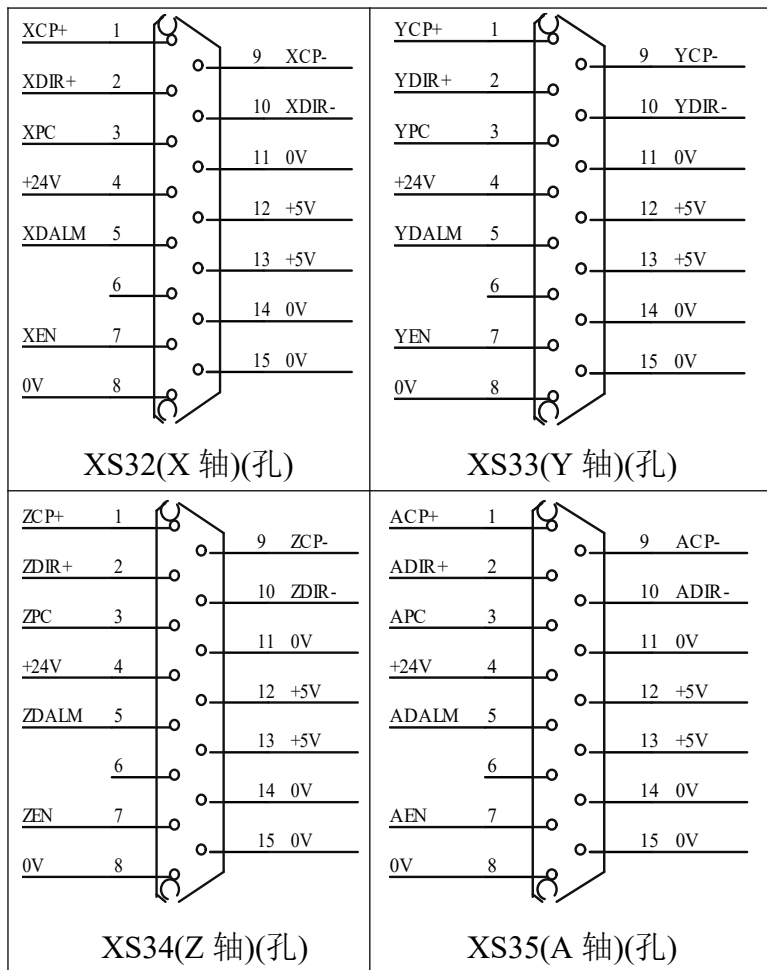 XCP+ 1
9 XCP-
XDIR+ 2
10 XDIR-
XPC 3
11 0V
+24V 4
12 +5V
XDALM 5
13 +5V
6
14 0V
XEN 7
15 0V
0V 8
XS32(X 轴)(孔)
YCP+ 1
9 YCP-
YDIR+ 2
10 YDIR-
YPC 3
11 0V
+24V 4
12 +5V
YDALM 5
13 +5V
6
14 0V
YEN 7
15 0V
0V 8
XS33(Y 轴)(孔)
ZCP+ 1
9 ZCP-
ZDIR+ 2
10 ZDIR-
ZPC 3
11 0V
+24V 4
12 +5V
ZDALM 5
13 +5V
6
14 0V
ZEN 7
15 0V
0V 8
XS34(Z 轴)(孔)
ACP+ 1
9 ACP-
ADIR+ 2
10 ADIR-
APC 3
11 0V
+24V 4
12 +5V
ADALM 5
13 +5V
6
14 0V
AEN 7
15 0V
0V 8
XS35(A 轴)(孔)